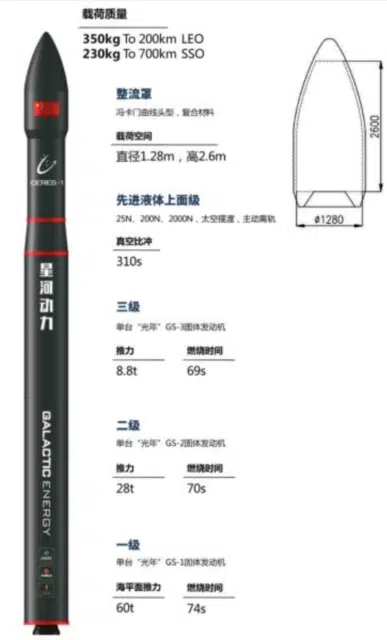 载荷质量
350kg To 200km LEO
230kg To 700km SSO
整流罩
冯卡门曲线头型，复合材料
载荷空间
直径1.28m，高2.6m
2600
ø1280
CERES-1
先进液体上面级
25N、200N、2000N，太空摆渡，主动离轨
真空比冲
310s
星河动力
三级
单台“光年”GS-3固体发动机
推力 燃烧时间
8.8t 69s
二级
单台“光年”GS-2固体发动机
推力 燃烧时间
28t 70s
GALACTIC ENERGY
一级
单台“光年”GS-1固体发动机
海平面推力 燃烧时间
60t 74s